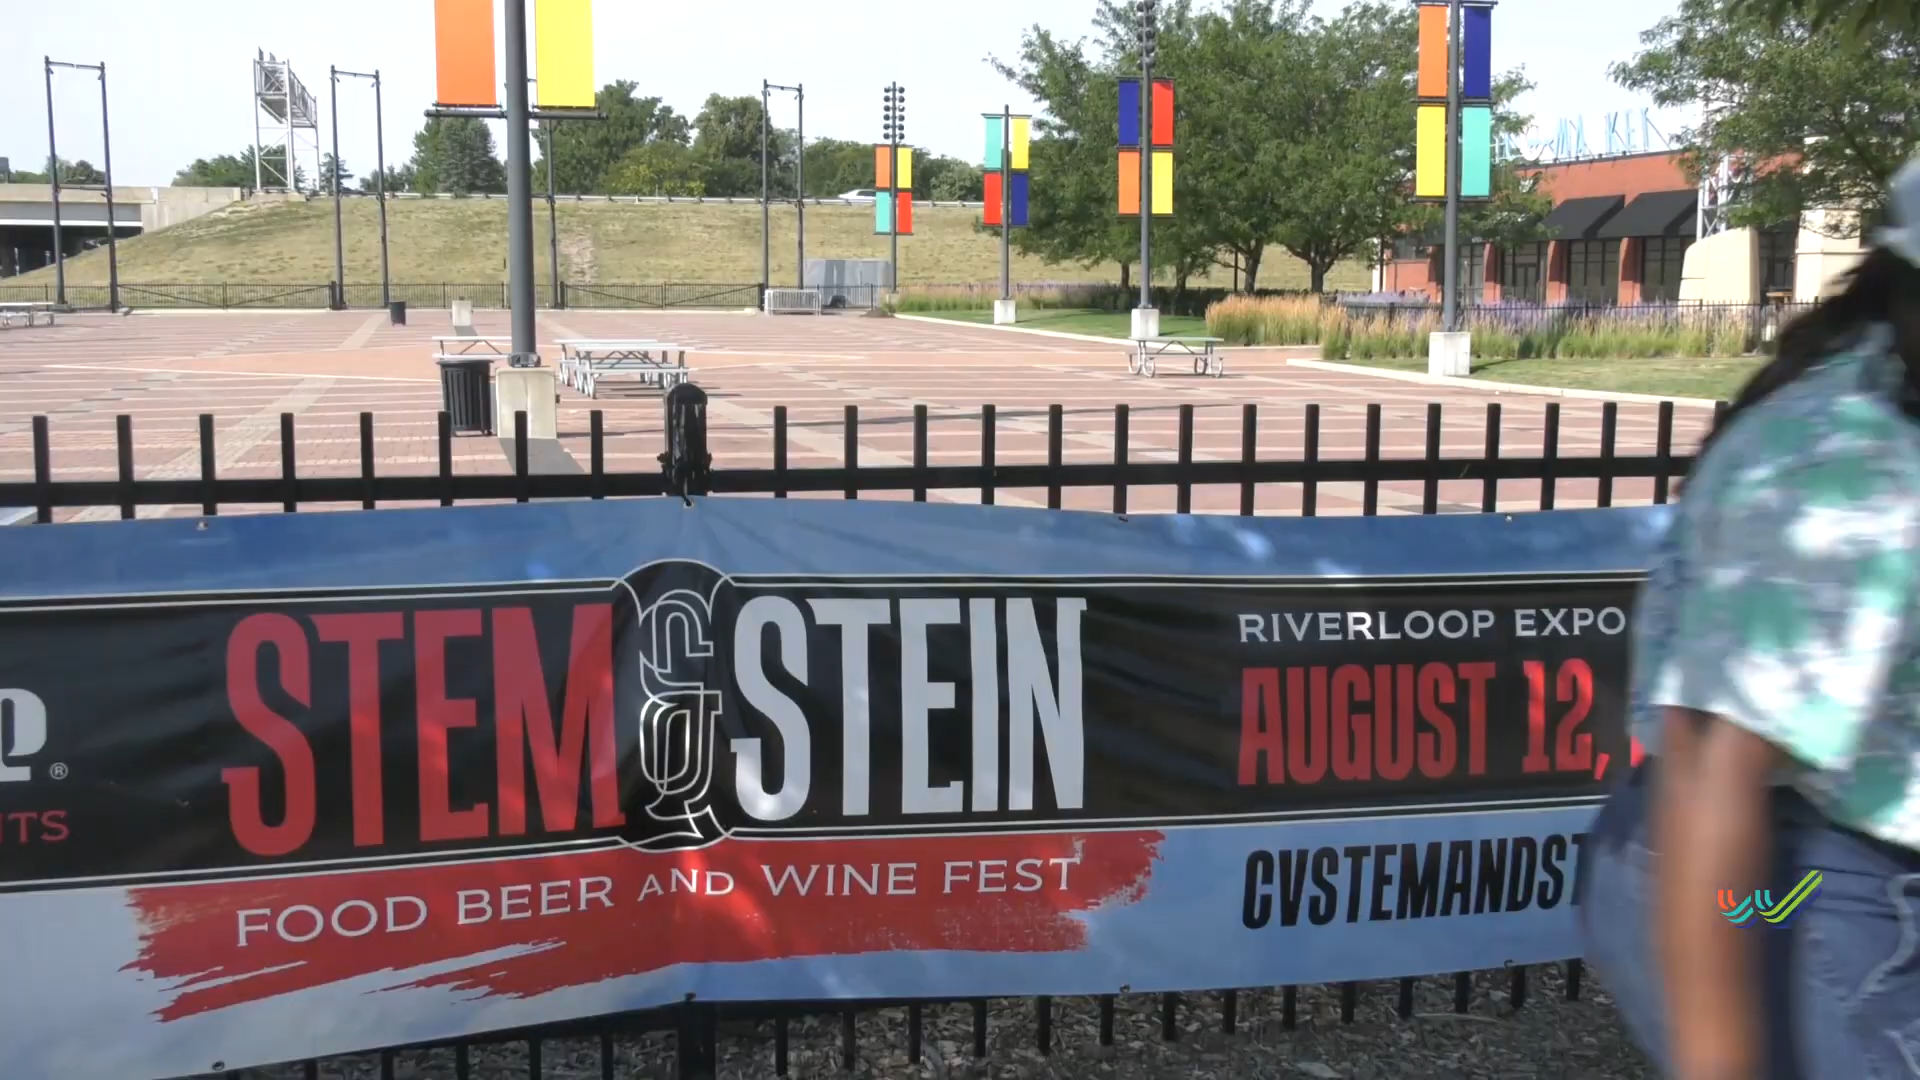 STEM & STEIN
FOOD BEER AND WINE FEST
RIVERLOOP EXPO
AUGUST 12,
CVSTEMANDST